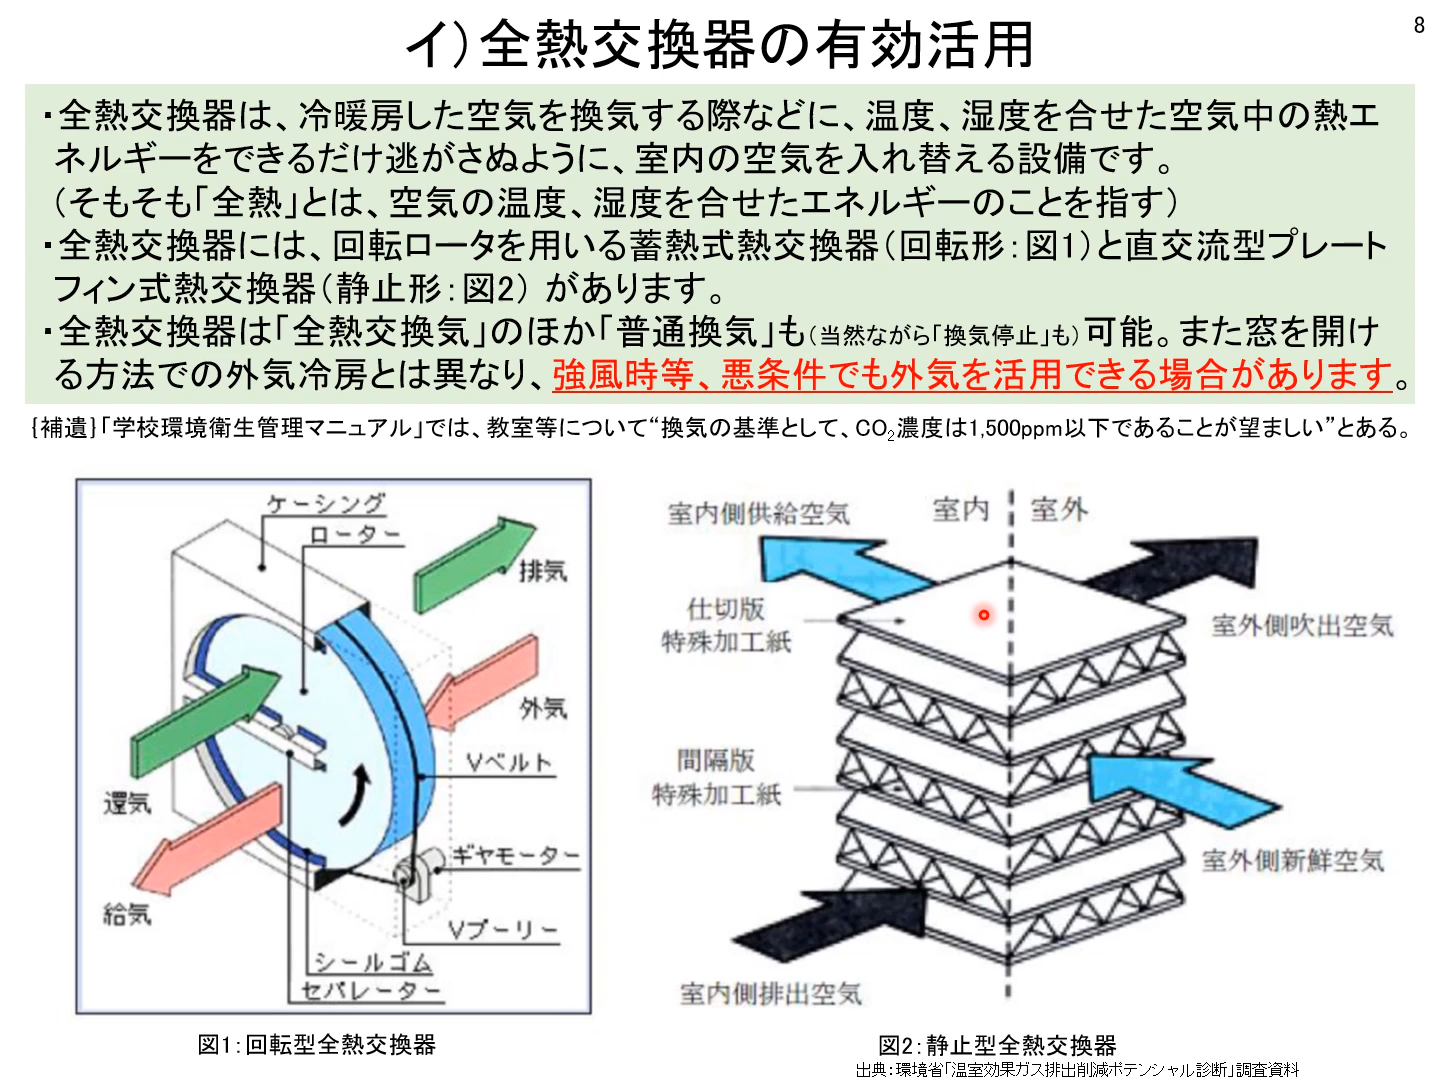 8
イ）全熱交換器の有効活用
・全熱交換器は、冷暖房した空気を換気する際などに、温度、湿度を合せた空気中の熱エ
ネルギーをできるだけ逃がさぬように、室内の空気を入れ替える設備です。
（そもそも「全熱」とは、空気の温度、湿度を合せたエネルギーのことを指す）
・全熱交換器には、回転ロータを用いる蓄熱式熱交換器（回転形：図1）と直交流型プレート
フィン式熱交換器（静止形：図2） があります。
・全熱交換器は「全熱交換気」のほか「普通換気」も（当然ながら「換気停止」も）可能。また窓を開け
る方法での外気冷房とは異なり、強風時等、悪条件でも外気を活用できる場合があります。
{補遺}「学校環境衛生管理マニュアル」では、教室等について“換気の基準として、CO2濃度は1,500ppm以下であることが望ましい”とある。
ケーシング
ローター
排気
外気
Vベルト
還気
ギヤモーター
給気
Vプーリー
シールゴム
セパレーター
図1：回転型全熱交換器
室内側供給空気
室内
室外
仕切版
特殊加工紙
室外側吹出空気
間隔版
特殊加工紙
室外側新鮮空気
室内側排出空気
図2：静止型全熱交換器
出典：環境省「温室効果ガス排出削減ポテンシャル診断」調査資料